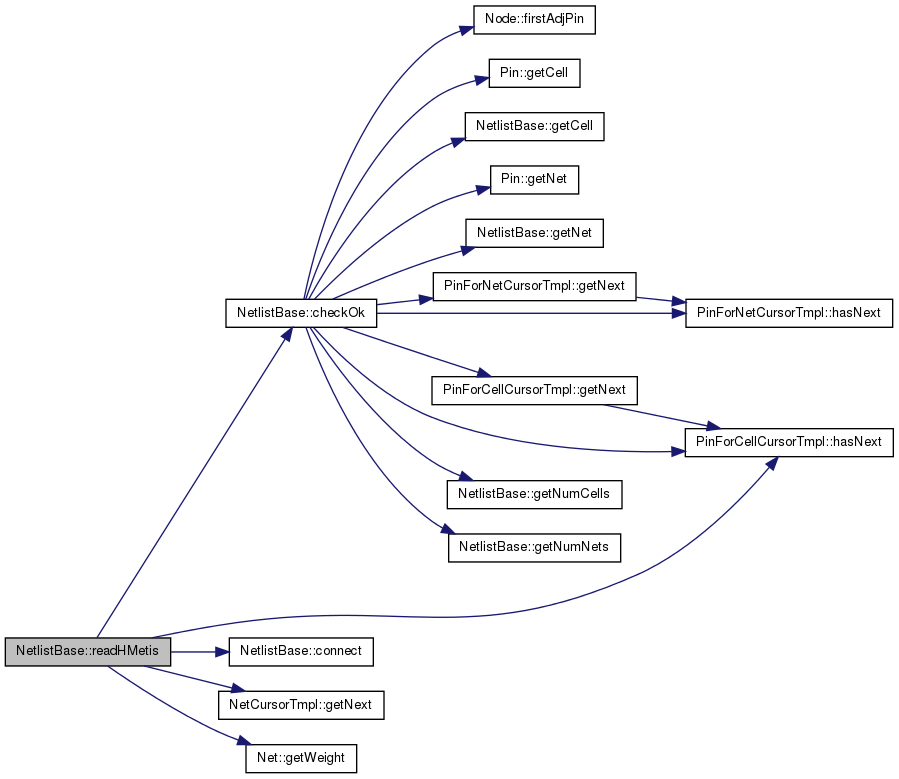 Node::firstAdjPin
Pin::getCell
NetlistBase::getCell
Pin::getNet
NetlistBase::getNet
PinForNetCursorTmpl::getNext
NetlistBase::checkOk
PinForNetCursorTmpl::hasNext
PinForCellCursorTmpl::getNext
PinForCellCursorTmpl::hasNext
NetlistBase::getNumCells
NetlistBase::getNumNets
NetlistBase::readHMetis
NetlistBase::connect
NetCursorTmpl::getNext
Net::getWeight